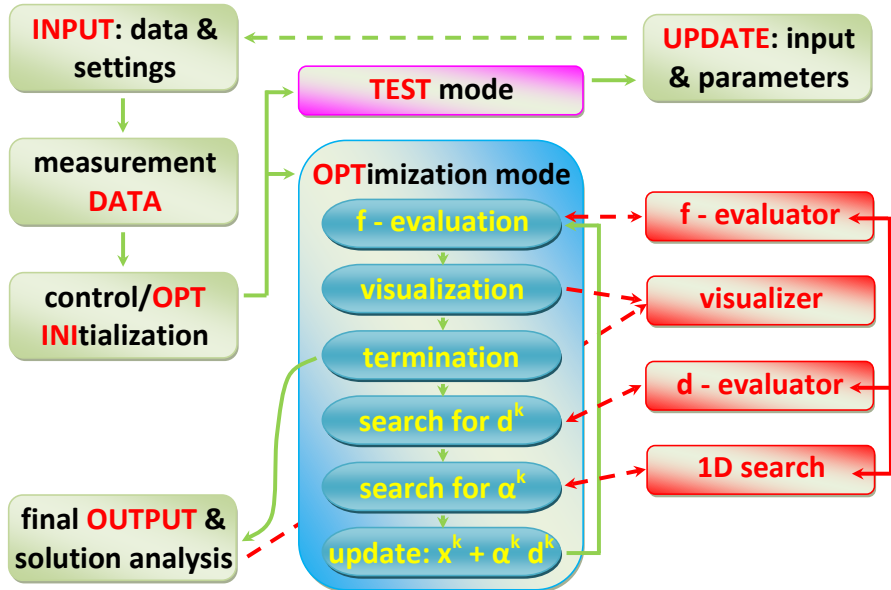 INPUT: data &
settings
UPDATE: input
& parameters
TEST mode
measurement
DATA
control/OPT
INItialization
OPTimization mode
f - evaluation
visualization
termination
search for d^k
search for α^k
update: x^k + α^k d^k
f - evaluator
visualizer
d - evaluator
1D search
final OUTPUT &
solution analysis